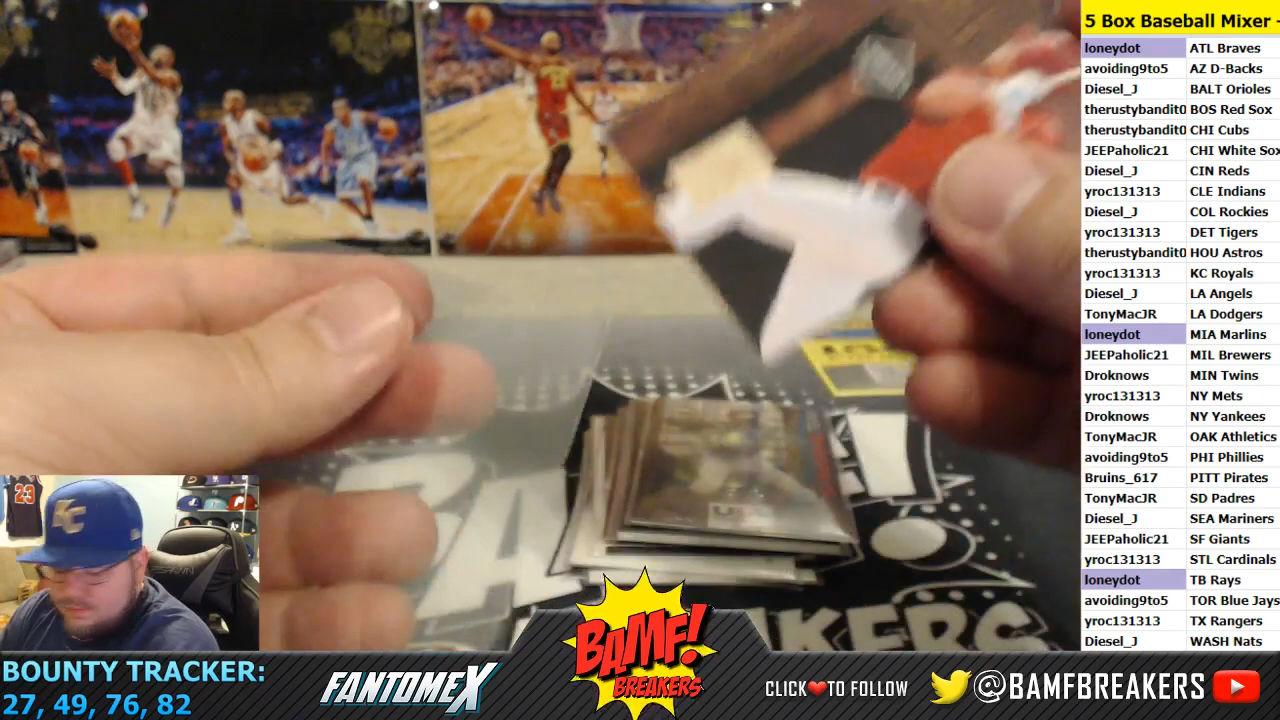 5 Box Baseball Mixer -
loneydot ATL Braves
avoiding9to5 AZ D-Backs
Diesel_J BALT Orioles
therustybandit0 BOS Red Sox
therustybandit0 CHI Cubs
JEEPaholic21 CHI White Sox
Diesel_J CIN Reds
yroc131313 CLE Indians
Diesel_J COL Rockies
yroc131313 DET Tigers
therustybandit0 HOU Astros
yroc131313 KC Royals
Diesel_J LA Angels
TonyMacJR LA Dodgers
loneydot MIA Marlins
JEEPaholic21 MIL Brewers
Droknows MIN Twins
yroc131313 NY Mets
Droknows NY Yankees
TonyMacJR OAK Athletics
avoiding9to5 PHI Phillies
Bruins_617 PITT Pirates
TonyMacJR SD Padres
Diesel_J SEA Mariners
JEEPaholic21 SF Giants
yroc131313 STL Cardinals
loneydot TB Rays
avoiding9to5 TOR Blue Jays
yroc131313 TX Rangers
Diesel_J WASH Nats
23
KC
BOUNTY TRACKER:
27, 49, 76, 82
FANTOMEX
BAMF!
BREAKERS
CLICK TO FOLLOW
@BAMFBREAKERS